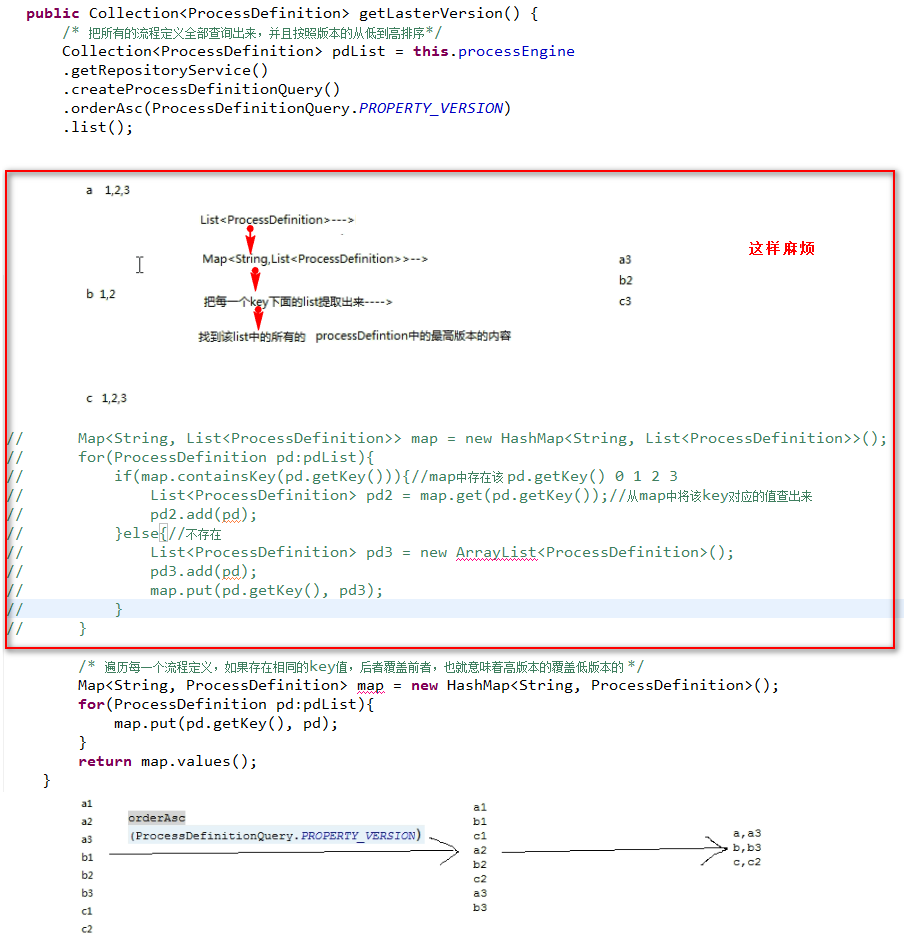 public Collection<ProcessDefinition> getLasterVersion() {
/* 把所有的流程定义全部查询出来，并且按照版本的从低到高排序*/
Collection<ProcessDefinition> pdList = this.processEngine
.getRepositoryService()
.createProcessDefinitionQuery()
.orderAsc(ProcessDefinitionQuery.PROPERTY_VERSION)
.list();
a 1,2,3
List<ProcessDefinition>--->
这样麻烦
Map<String,List<ProcessDefinition>>-->
a3
b2
b 1,2
把每一个key下面的list提取出来---->
c3
找到该list中的所有的 processDefintion中的最高版本的内容
c 1,2,3
// Map<String, List<ProcessDefinition>> map = new HashMap<String, List<ProcessDefinition>>();
// for(ProcessDefinition pd:pdList){
// if(map.containsKey(pd.getKey())){//map中存在该 pd.getKey() 0 1 2 3
// List<ProcessDefinition> pd2 = map.get(pd.getKey());//从map中将该key对应的值查出来
// pd2.add(pd);
// }else{//不存在
// List<ProcessDefinition> pd3 = new ArrayList<ProcessDefinition>();
// pd3.add(pd);
// map.put(pd.getKey(), pd3);
// }
// }
/* 遍历每一个流程定义，如果存在相同的key值，后者覆盖前者，也就意味着高版本的覆盖低版本的 */
Map<String, ProcessDefinition> map = new HashMap<String, ProcessDefinition>();
for(ProcessDefinition pd:pdList){
map.put(pd.getKey(), pd);
}
return map.values();
}
a1
a2
a3
b1
b2
b3
c1
c2
orderAsc
(ProcessDefinitionQuery.PROPERTY_VERSION)
a1
b1
c1
a2
b2
c2
a3
b3
a,a3
b,b3
c,c2